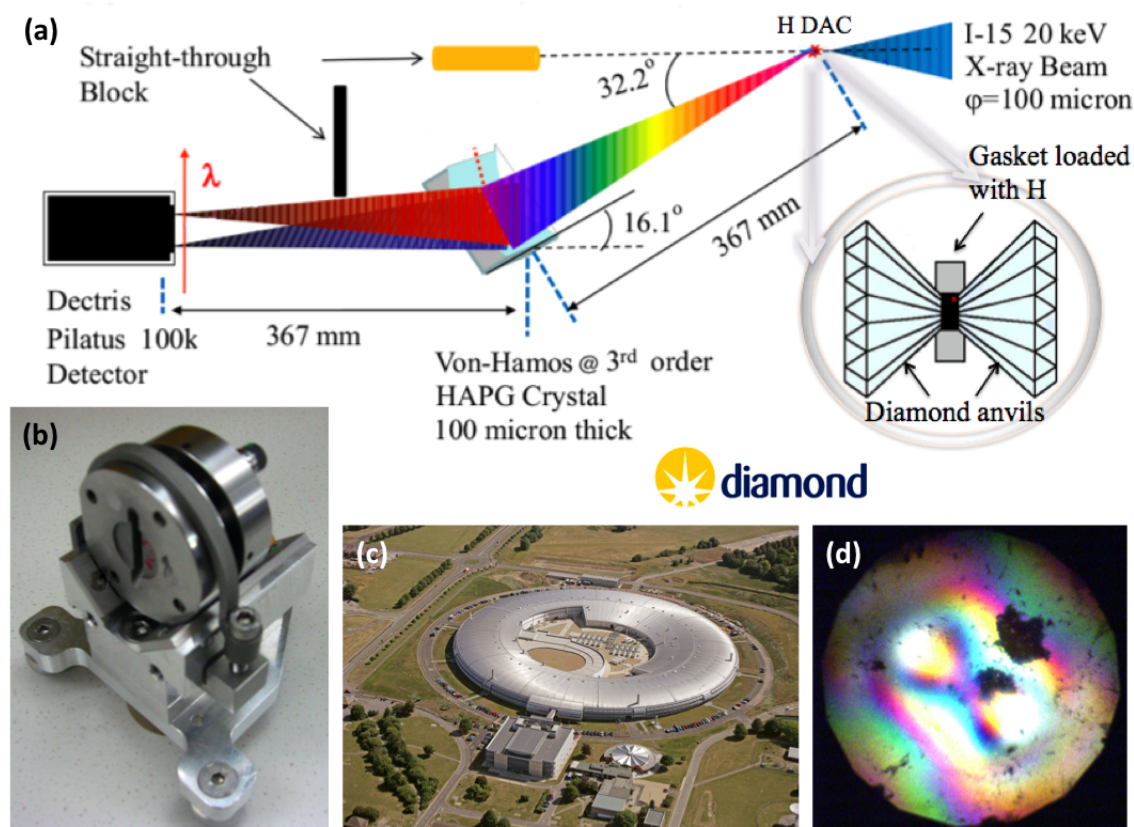 (a)
Straight-through
Block
H DAC
I-15 20 keV
X-ray Beam
φ=100 micron
32.2°
λ
Gasket loaded
with H
16.1°
367 mm
Dectris
Pilatus 100k
Detector
367 mm
Von-Hamos @ 3rd order
HAPG Crystal
100 micron thick
Diamond anvils
(b)
diamond
(c)
(d)